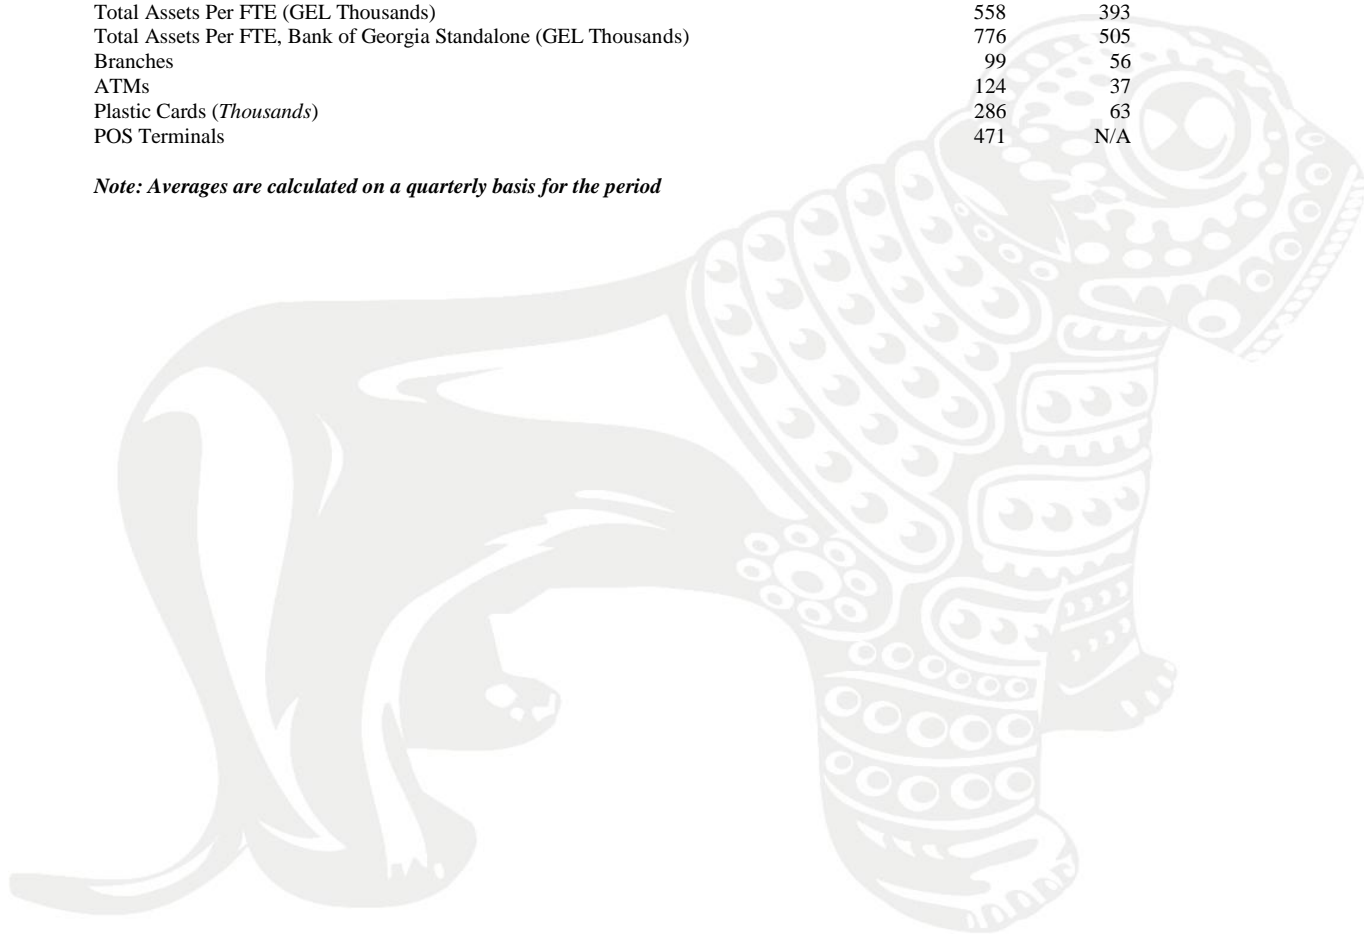 Total Assets Per FTE (GEL Thousands) 558 393
Total Assets Per FTE, Bank of Georgia Standalone (GEL Thousands) 776 505
Branches 99 56
ATMs 124 37
Plastic Cards (Thousands) 286 63
POS Terminals 471 N/A
Note: Averages are calculated on a quarterly basis for the period